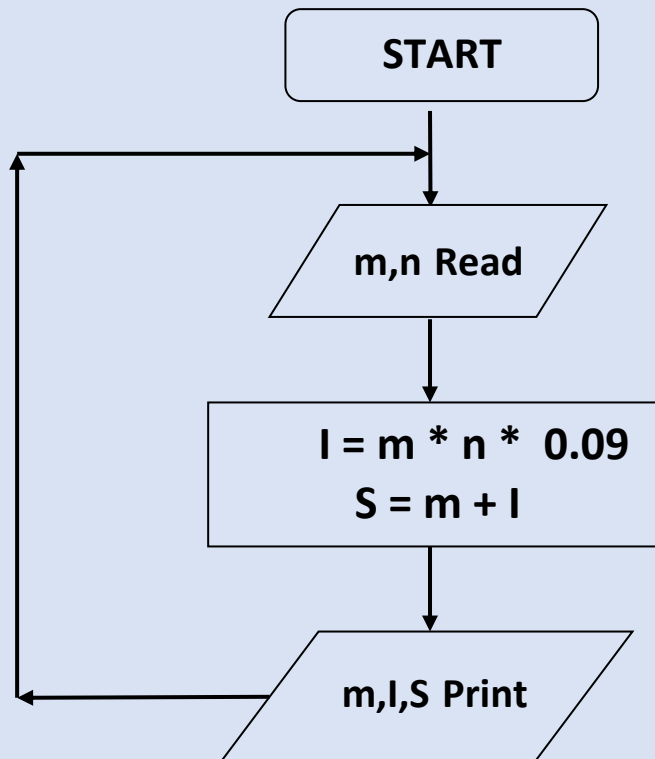 START
m,n Read
I = m * n * 0.09
S = m + I
m,I,S Print